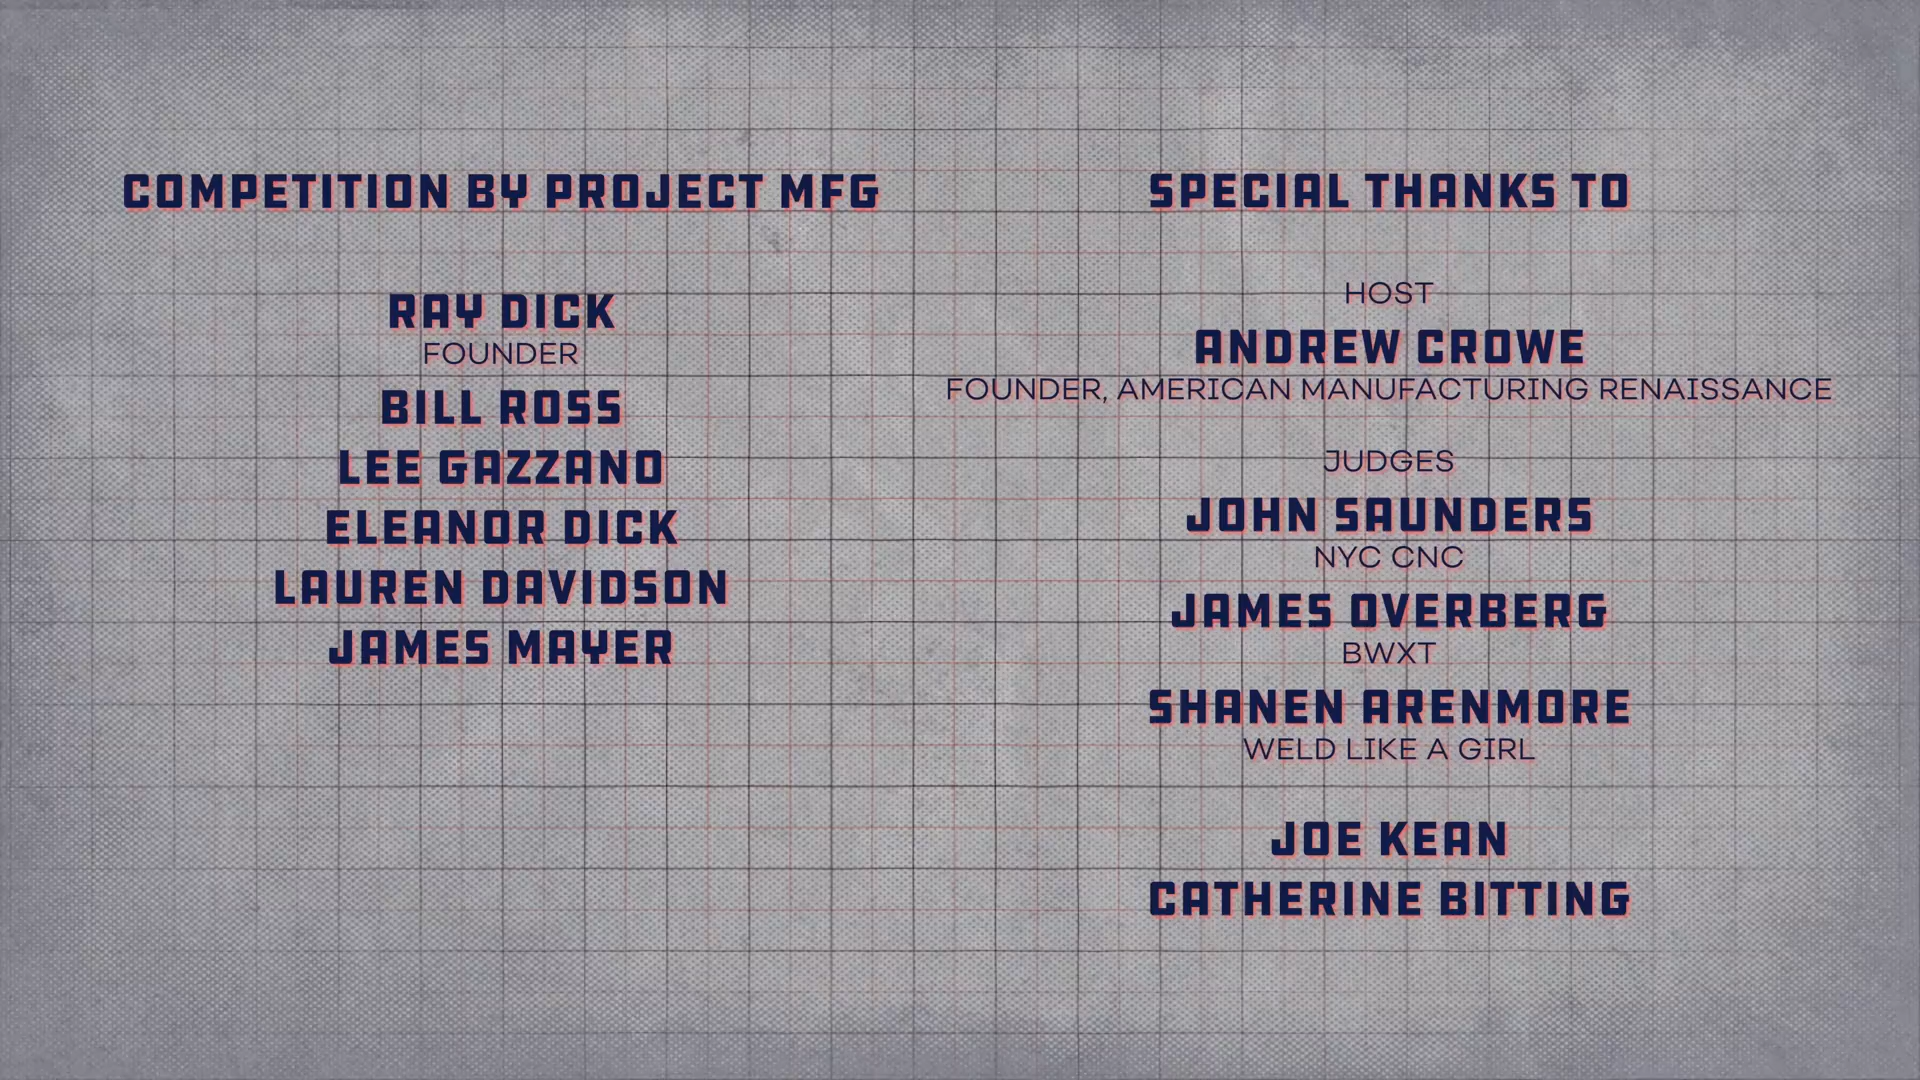 COMPETITION BY PROJECT MFG
RAY DICK
FOUNDER
BILL ROSS
LEE GAZZANO
ELEANOR DICK
LAUREN DAVIDSON
JAMES MAYER
SPECIAL THANKS TO
HOST
ANDREW CROWE
FOUNDER, AMERICAN MANUFACTURING RENAISSANCE
JUDGES
JOHN SAUNDERS
NYC CNC
JAMES OVERBERG
BWXT
SHANEN ARENMORE
WELD LIKE A GIRL
JOE KEAN
CATHERINE BITTING